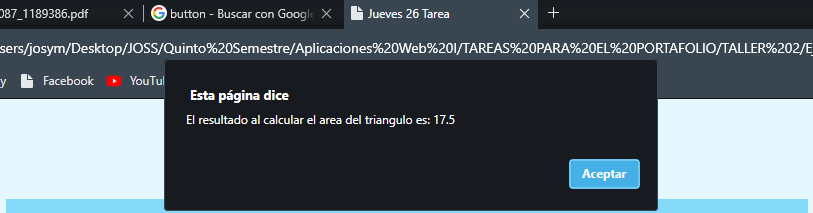 087_1189386.pdf
button - Buscar con Google
Jueves 26 Tarea
sers/josym/Desktop/JOSS/Quinto%20Semestre/Aplicaciones%20Web%20I/TAREAS%20PARA%20EL%20PORTAFOLIO/TALLER%202/Ej
y
Facebook
YouTu
Esta página dice
El resultado al calcular el area del triangulo es: 17.5
Aceptar